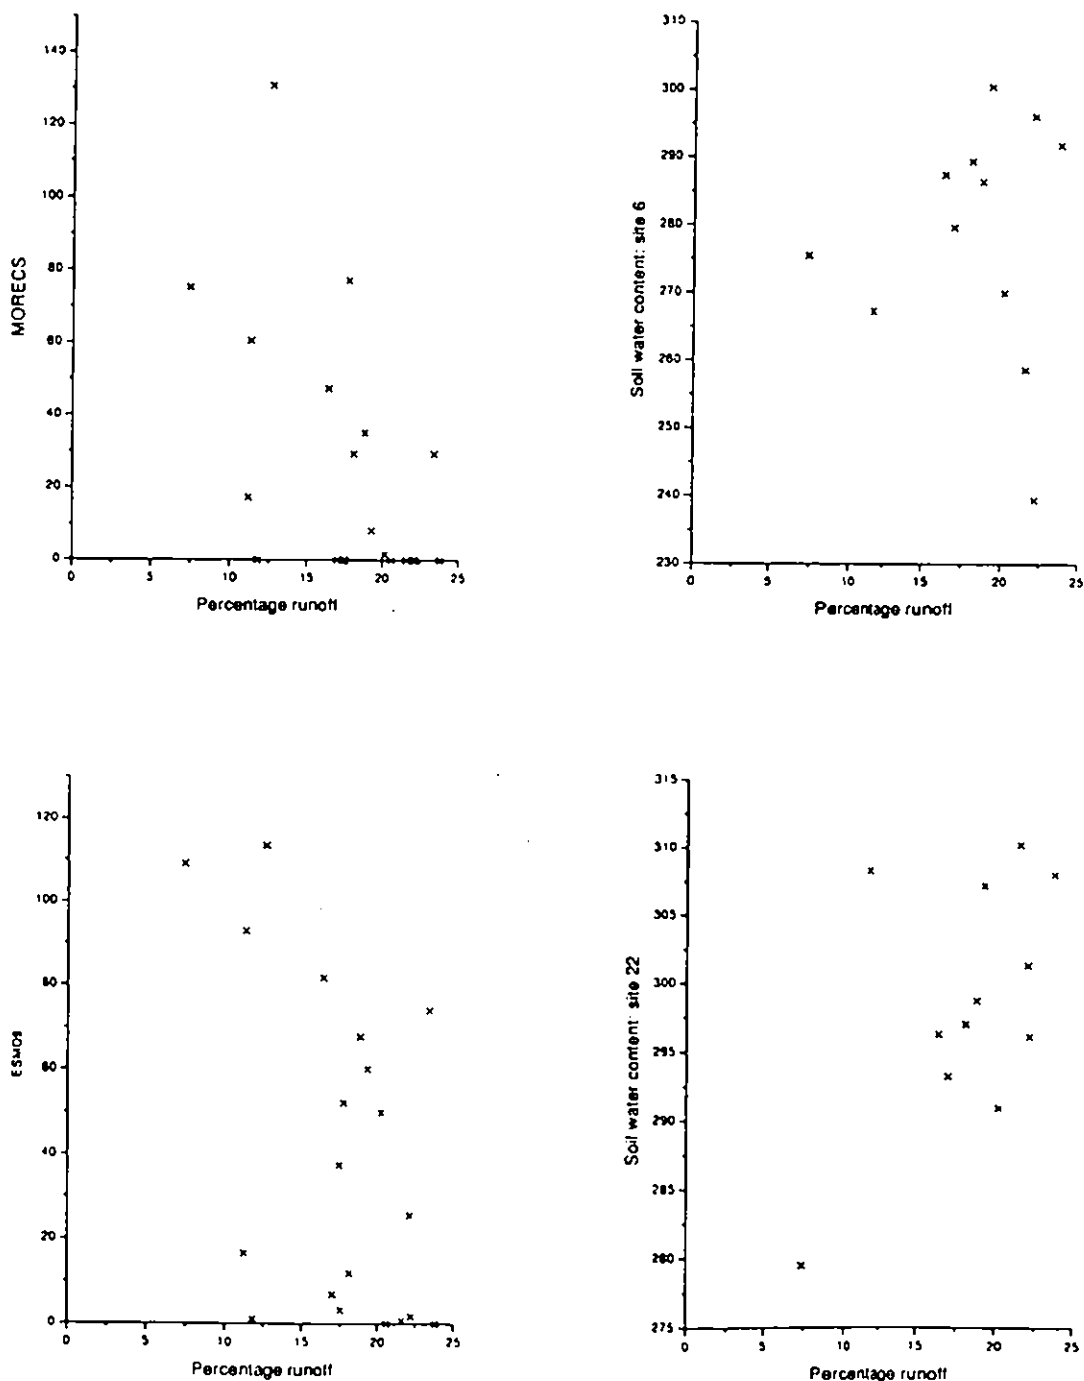 140
120
100
80
60
40
20
0
MORECS
0 5 10 15 20 25
Percentage runoff
310
300
290
280
270
260
250
240
230
Soil water content: site 6
0 5 10 15 20 25
Percentage runoff
120
100
80
60
40
20
0
ESMDs
0 5 10 15 20 25
Percentage runoff
315
310
305
300
295
290
285
280
275
Soil water content: site 22
0 5 10 15 20 25
Percentage runoff